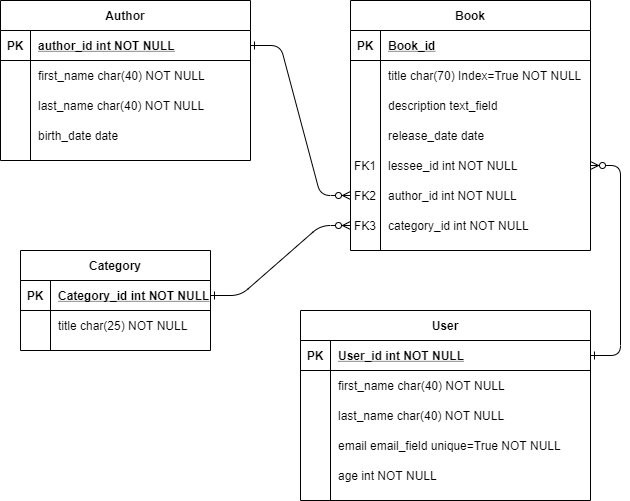 Author
PK author_id int NOT NULL
first_name char(40) NOT NULL
last_name char(40) NOT NULL
birth_date date
Book
PK Book_id
title char(70) Index=True NOT NULL
description text_field
release_date date
FK1 lessee_id int NOT NULL
FK2 author_id int NOT NULL
FK3 category_id int NOT NULL
Category
PK Category_id int NOT NULL
title char(25) NOT NULL
User
PK User_id int NOT NULL
first_name char(40) NOT NULL
last_name char(40) NOT NULL
email email_field unique=True NOT NULL
age int NOT NULL